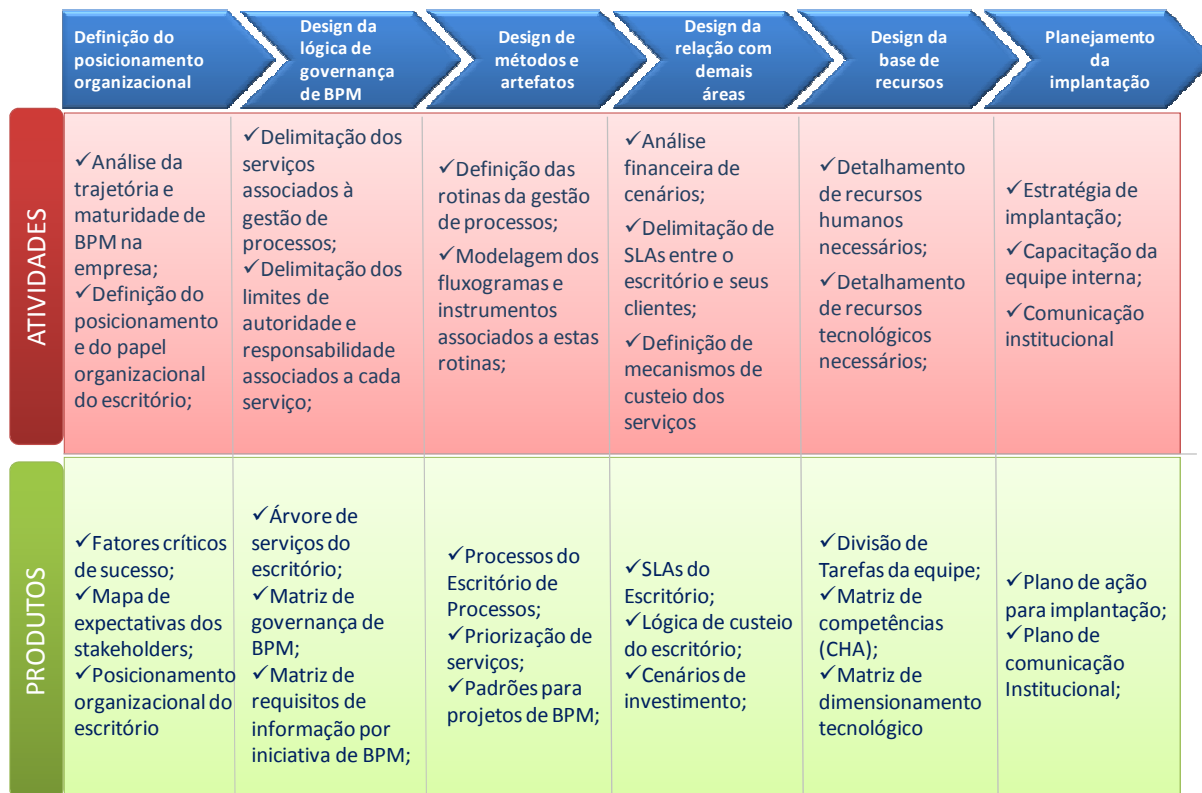 Definição do
posicionamento
organizacional
Design da
lógica de
governança
de BPM
Design de
métodos e
artefatos
Design da
relação com
demais
áreas
Design da
base de
recursos
Planejamento
da
implantação
ATIVIDADES
✓Análise da
trajetória e
maturidade de
BPM na
empresa;
✓Definição do
posicionamento
e do papel
organizacional
do escritório;
✓Delimitação dos
serviços
associados à
gestão de
processos;
✓Delimitação dos
limites de
autoridade e
responsabilidade
associados a cada
serviço;
✓Definição das
rotinas da gestão
de processos;
✓Modelagem dos
fluxogramas e
instrumentos
associados a estas
rotinas;
✓Análise
financeira de
cenários;
✓Delimitação de
SLAs entre o
escritório e seus
clientes;
✓Definição de
mecanismos de
custeio dos
serviços
✓Detalhamento
de recursos
humanos
necessários;
✓Detalhamento
de recursos
tecnológicos
necessários;
✓Estratégia de
implantação;
✓Capacitação da
equipe interna;
✓Comunicação
institucional
PRODUTOS
✓Fatores críticos
de sucesso;
✓Mapa de
expectativas dos
stakeholders;
✓Posicionamento
organizacional do
escritório
✓Árvore de
serviços do
escritório;
✓Matriz de
governança de
BPM;
✓Matriz de
requisitos de
informação por
iniciativa de BPM;
✓Processos do
Escritório de
Processos;
✓Priorização de
serviços;
✓Padrões para
projetos de BPM;
✓SLAs do
Escritório;
✓Lógica de custeio
do escritório;
✓Cenários de
investimento;
✓Divisão de
Tarefas da equipe;
✓Matriz de
competências
(CHA);
✓Matriz de
dimensionamento
tecnológico
✓Plano de ação
para implantação;
✓Plano de
comunicação
Institucional;